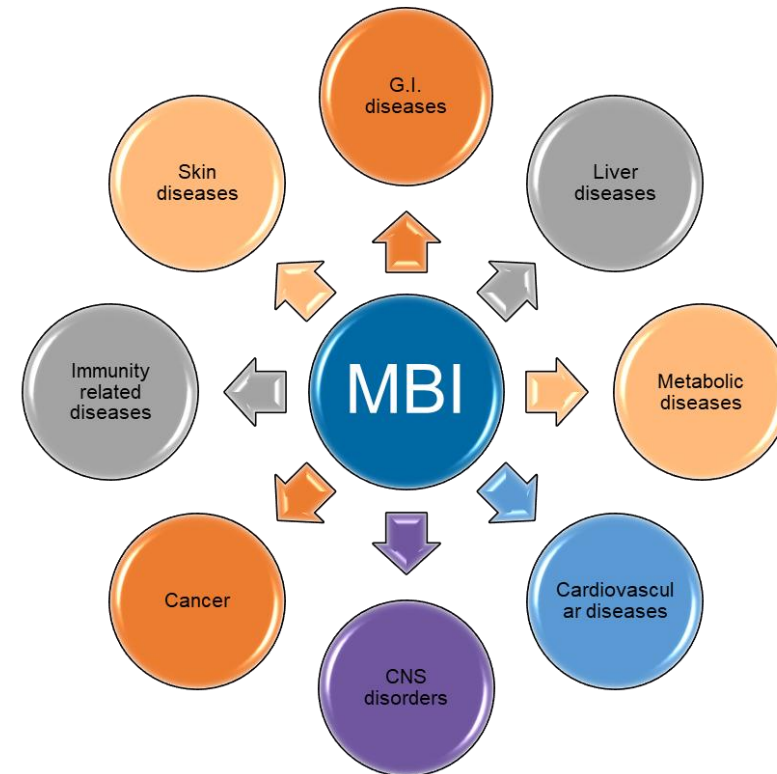 G.I.
diseases
Liver
diseases
Metabolic
diseases
Cardiovascul
ar diseases
CNS
disorders
Cancer
Immunity
related
diseases
Skin
diseases
MBI